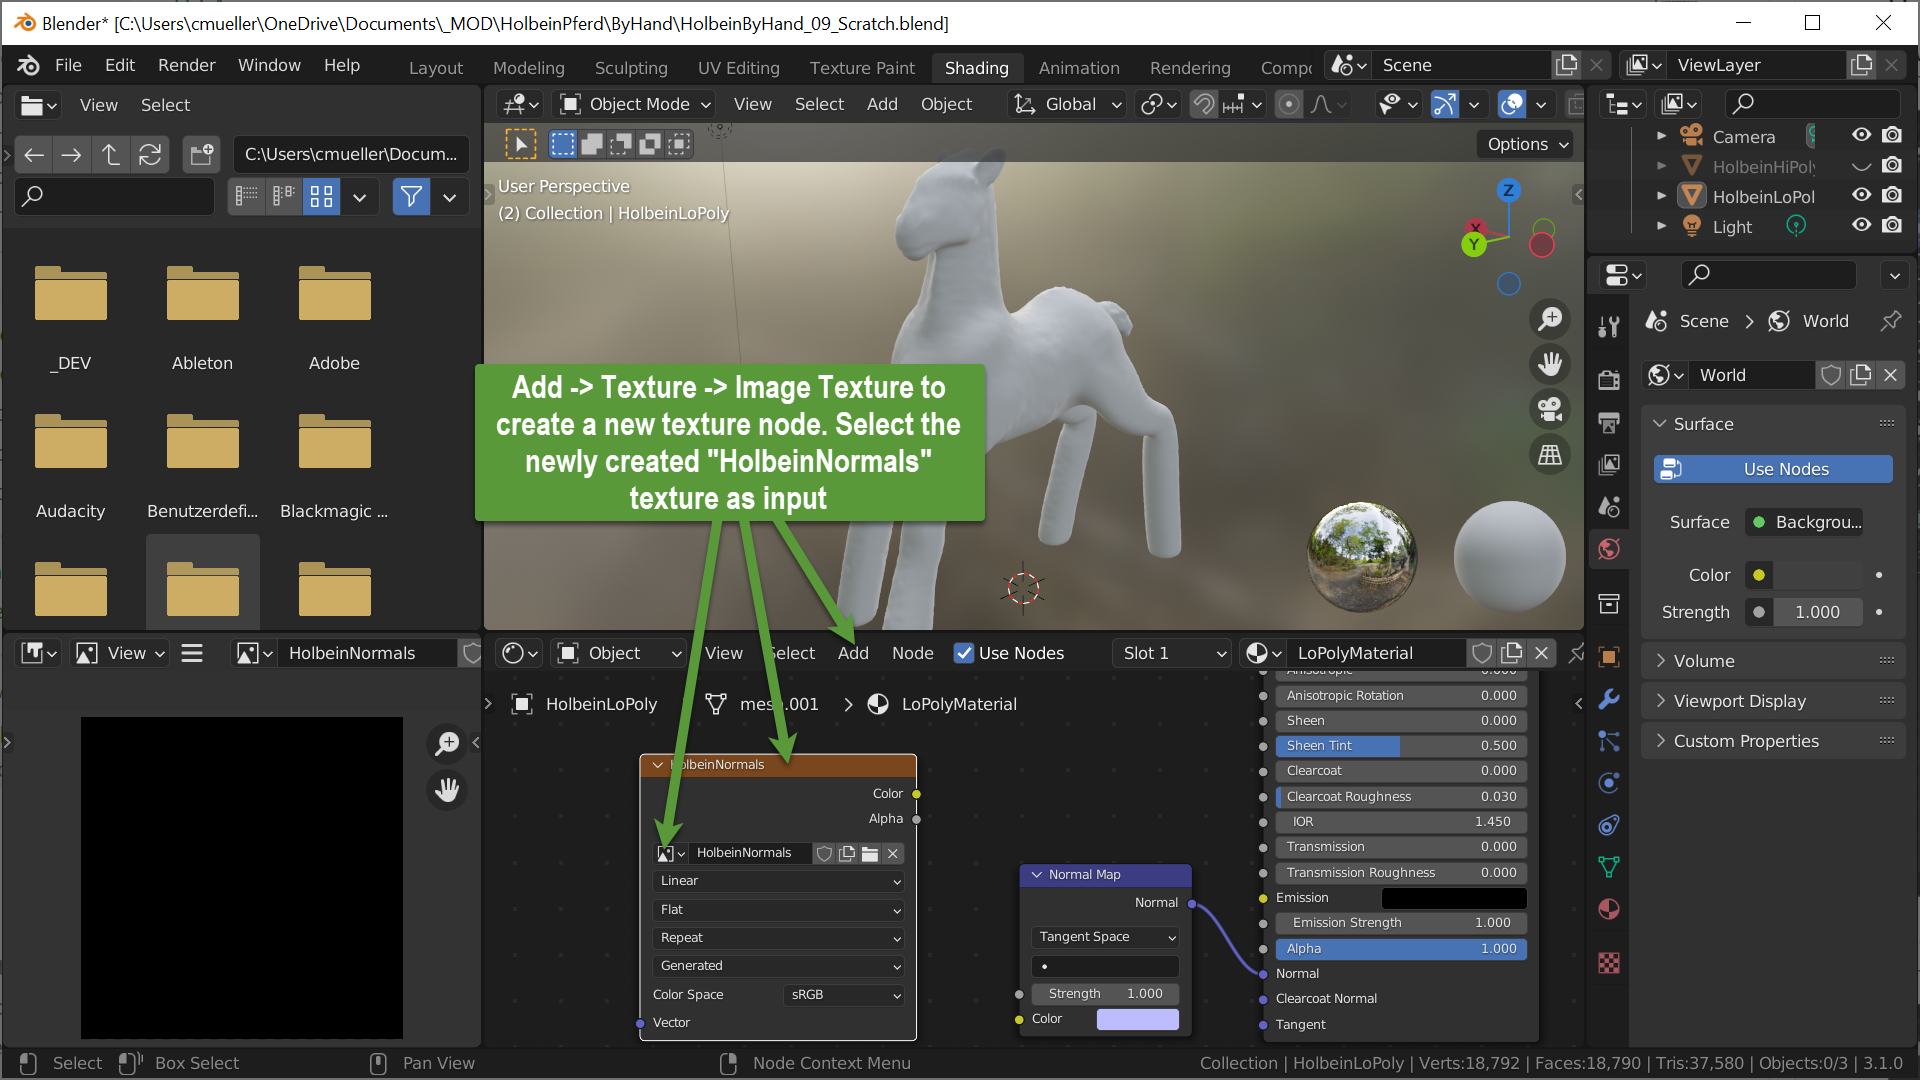 Blender* [C:\Users\cmueller\OneDrive\Documents\_MOD\HolbeinPferd\ByHand\HolbeinByHand_09_Scratch.blend]
File Edit Render Window Help Layout Modeling Sculpting UV Editing Texture Paint Shading Animation Rendering Compo Scene ViewLayer
View Select
Object Mode View Select Add Object Global
C:\Users\cmueller\Docum...
Options
Camera
HolbeinHiPoly
HolbeinLoPol
Light
User Perspective
(2) Collection | HolbeinLoPoly
Z
X
Y
_DEV Ableton Adobe
Audacity Benutzerdefi... Blackmagic ...
Add -> Texture -> Image Texture to
create a new texture node. Select the
newly created "HolbeinNormals"
texture as input
Scene > World
World
Surface
Use Nodes
Surface Backgrou...
Color
Strength 1.000
Volume
Viewport Display
Custom Properties
View HolbeinNormals
Object View Select Add Node Use Nodes Slot 1 LoPolyMaterial
HolbeinLoPoly mesh.001 > LoPolyMaterial
HolbeinNormals
Color
Alpha
HolbeinNormals
Linear
Flat
Repeat
Generated
Color Space sRGB
Vector
Normal Map
Normal
Tangent Space
Strength 1.000
Color
Anisotropic 0.000
Anisotropic Rotation 0.000
Sheen 0.000
Sheen Tint 0.500
Clearcoat 0.000
Clearcoat Roughness 0.030
IOR 1.450
Transmission 0.000
Transmission Roughness 0.000
Emission
Emission Strength 1.000
Alpha 1.000
Normal
Clearcoat Normal
Tangent
Select Box Select Pan View Node Context Menu Collection | HolbeinLoPoly | Verts:18,792 | Faces:18,790 | Tris:37,580 | Objects:0/3 | 3.1.0